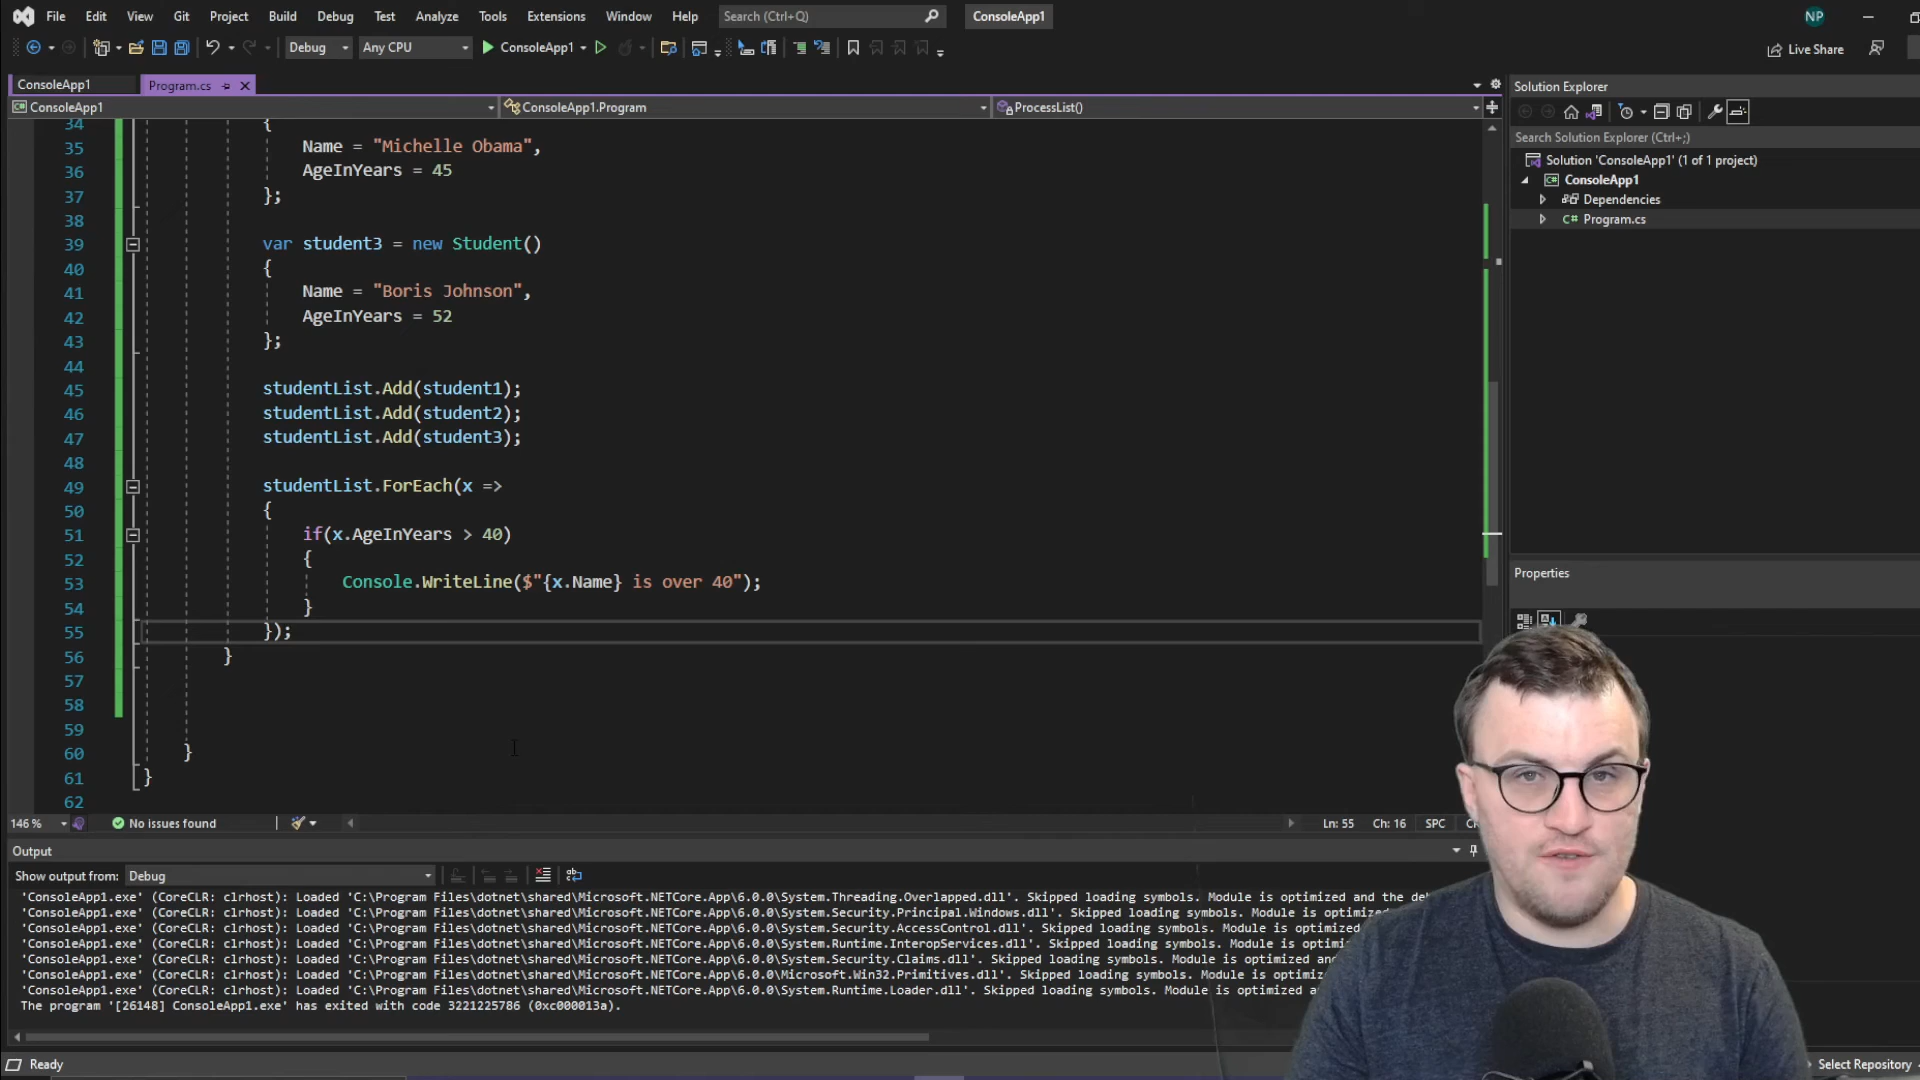 File Edit View Git Project Build Debug Test Analyze Tools Extensions Window Help Search (Ctrl+Q) ConsoleApp1 NP
Debug Any CPU ConsoleApp1 Live Share
ConsoleApp1 Program.cs
ConsoleApp1 ConsoleApp1.Program ProcessList()
34 {
35 Name = "Michelle Obama",
36 AgeInYears = 45
37 };
38
39 var student3 = new Student()
40 {
41 Name = "Boris Johnson",
42 AgeInYears = 52
43 };
44
45 studentList.Add(student1);
46 studentList.Add(student2);
47 studentList.Add(student3);
48
49 studentList.ForEach(x =>
50 {
51 if(x.AgeInYears > 40)
52 {
53 Console.WriteLine($"{x.Name} is over 40");
54 }
55 });
56 }
57
58
59
60 }
61 }
62
146 % No issues found Ln: 55 Ch: 16 SPC
Solution Explorer
Search Solution Explorer (Ctrl+;)
Solution 'ConsoleApp1' (1 of 1 project)
ConsoleApp1
Dependencies
C# Program.cs
Properties
Output
Show output from: Debug
'ConsoleApp1.exe' (CoreCLR: clrhost): Loaded 'C:\Program Files\dotnet\shared\Microsoft.NETCore.App\6.0.0\System.Threading.Overlapped.dll'. Skipped loading symbols. Module is optimized and the de
'ConsoleApp1.exe' (CoreCLR: clrhost): Loaded 'C:\Program Files\dotnet\shared\Microsoft.NETCore.App\6.0.0\System.Security.Principal.Windows.dll'. Skipped loading symbols. Module is optimized
'ConsoleApp1.exe' (CoreCLR: clrhost): Loaded 'C:\Program Files\dotnet\shared\Microsoft.NETCore.App\6.0.0\System.Security.AccessControl.dll'. Skipped loading symbols. Module is optimized
'ConsoleApp1.exe' (CoreCLR: clrhost): Loaded 'C:\Program Files\dotnet\shared\Microsoft.NETCore.App\6.0.0\System.Runtime.InteropServices.dll'. Skipped loading symbols. Module is optim
'ConsoleApp1.exe' (CoreCLR: clrhost): Loaded 'C:\Program Files\dotnet\shared\Microsoft.NETCore.App\6.0.0\System.Security.Claims.dll'. Skipped loading symbols. Module is optimized an
'ConsoleApp1.exe' (CoreCLR: clrhost): Loaded 'C:\Program Files\dotnet\shared\Microsoft.NETCore.App\6.0.0\Microsoft.Win32.Primitives.dll'. Skipped loading symbols. Module is optimiz
'ConsoleApp1.exe' (CoreCLR: clrhost): Loaded 'C:\Program Files\dotnet\shared\Microsoft.NETCore.App\6.0.0\System.Runtime.Loader.dll'. Skipped loading symbols. Module is optimized a
The program '[26148] ConsoleApp1.exe' has exited with code 3221225786 (0xc000013a).
Ready Select Repository